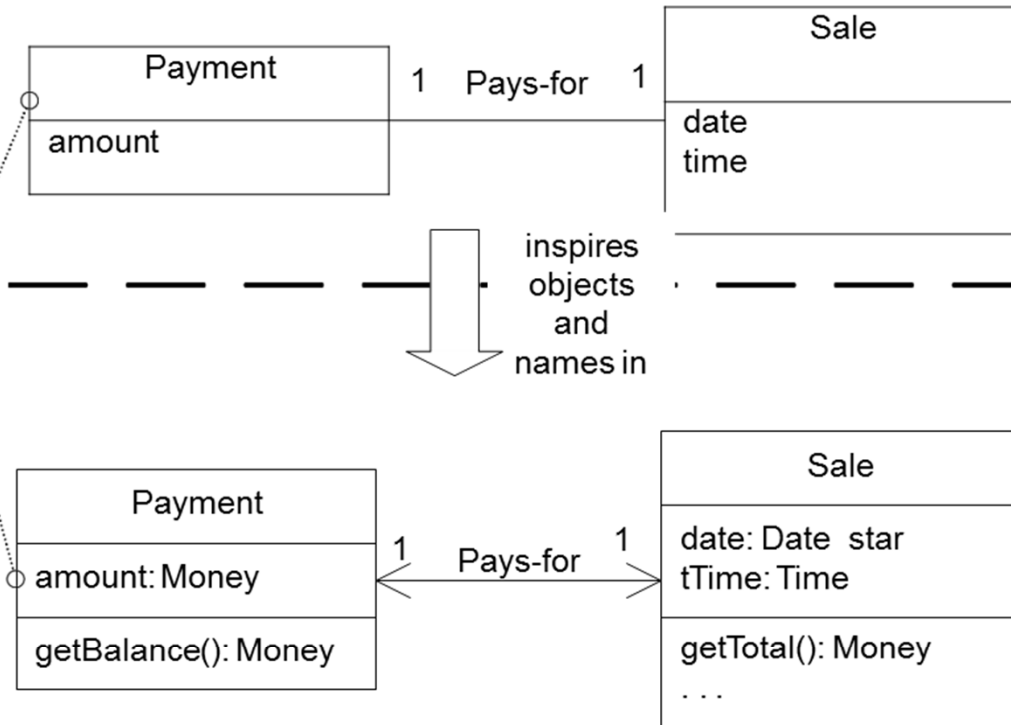 Payment
1 Pays-for 1
Sale
amount
date
time
inspires
objects
and
names in
Payment
1 Pays-for 1
Sale
amount: Money
date: Date star
tTime: Time
getBalance(): Money
getTotal(): Money
. . .